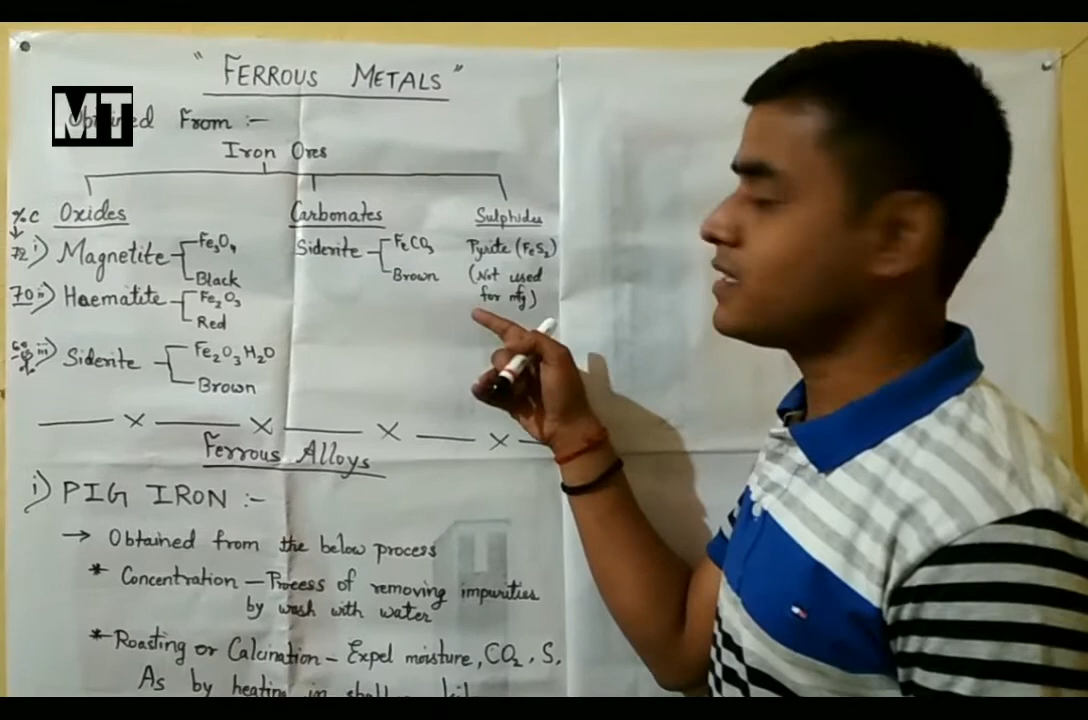 "FERROUS METALS"
MT
Obtained From :-
Iron Ores
%C Oxides
72 i) Magnetite Fe3O4
Black
70 ii) Haematite Fe2O3
Red
iii) Siderite Fe2O3H2O
Brown
Carbonates
Siderite FeCO3
Brown
Sulphides
Pyrite (FeS2)
(Not used
for mfg)
Ferrous Alloys
i) PIG IRON :-
→ Obtained from the below process
* Concentration — Process of removing impurities
by wash with water
* Roasting or Calcination - Expel moisture, CO2, S,
As by heating in